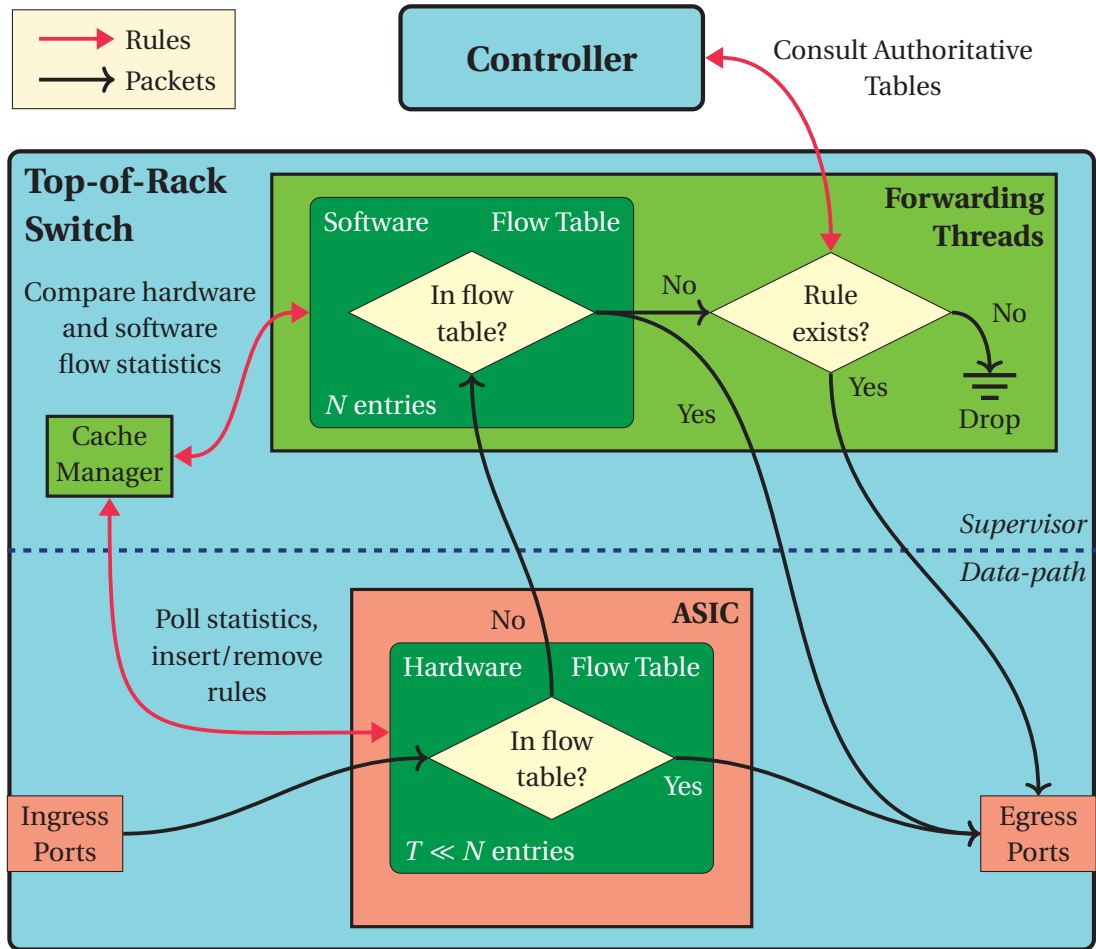 Rules
Packets
Controller
Consult Authoritative
Tables
Top-of-Rack
Switch
Forwarding
Threads
Software Flow Table
In flow
table?
N entries
No
Yes
Rule
exists?
No
Yes
Drop
Compare hardware
and software
flow statistics
Cache
Manager
Supervisor
Data-path
Poll statistics,
insert/remove
rules
ASIC
No
Hardware Flow Table
In flow
table?
Yes
T ≪ N entries
Ingress
Ports
Egress
Ports